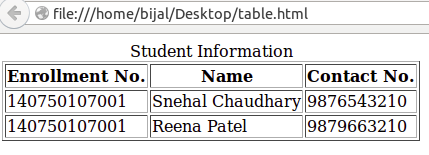 file:///home/bijal/Desktop/table.html
Student Information
Enrollment No. Name Contact No.
140750107001 Snehal Chaudhary 9876543210
140750107001 Reena Patel 9879663210